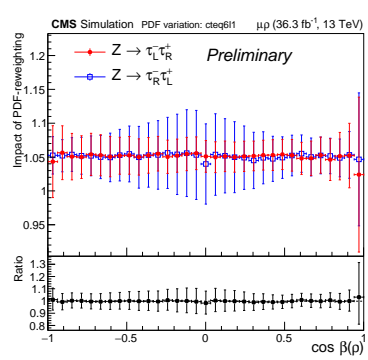 CMS Simulation PDF variation: cteq6l1 μρ (36.3 fb⁻¹, 13 TeV)
Z → τ⁻_L τ⁺_R
Preliminary
Z → τ⁻_R τ⁺_L
Impact of PDF-reweighting
1.2
1.15
1.1
1.05
1
0.95
Ratio
1.3
1.2
1.1
1.0
0.9
0.8
−1 −0.5 0 0.5 1
cos β(ρ)